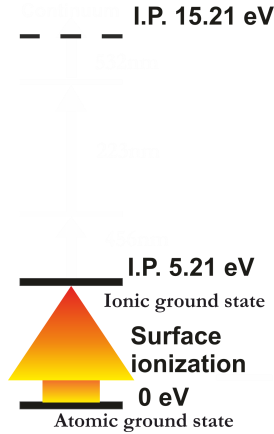 I.P. 15.21 eV
I.P. 5.21 eV
Ionic ground state
Surface
ionization
0 eV
Atomic ground state